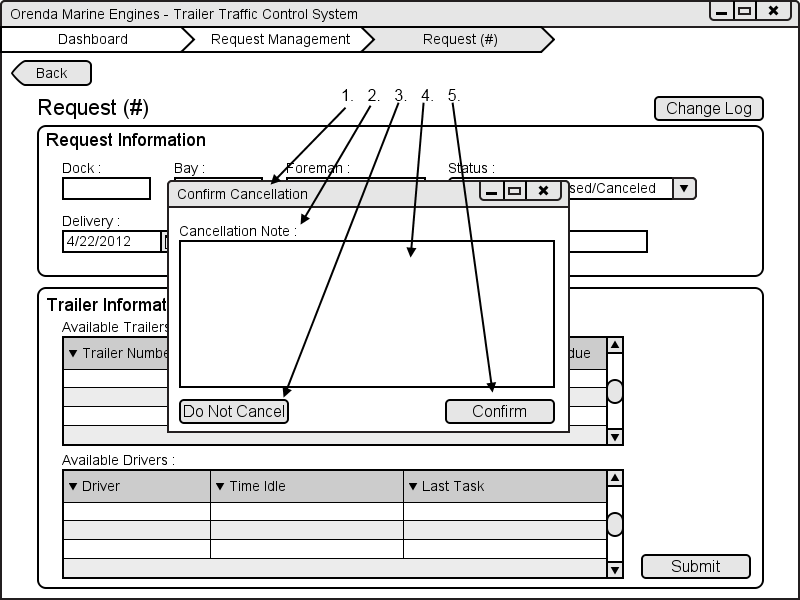 Orenda Marine Engines - Trailer Traffic Control System
Dashboard Request Management Request (#)
Back
1. 2. 3. 4. 5.
Request (#) Change Log
Request Information
Dock : Bay : Foreman : Status :
Confirm Cancellation
sed/Canceled
Delivery :
4/22/2012
Cancellation Note :
Trailer Informat
Available Trailers
Trailer Numbe
due
Do Not Cancel Confirm
Available Drivers :
Driver Time Idle Last Task
Submit